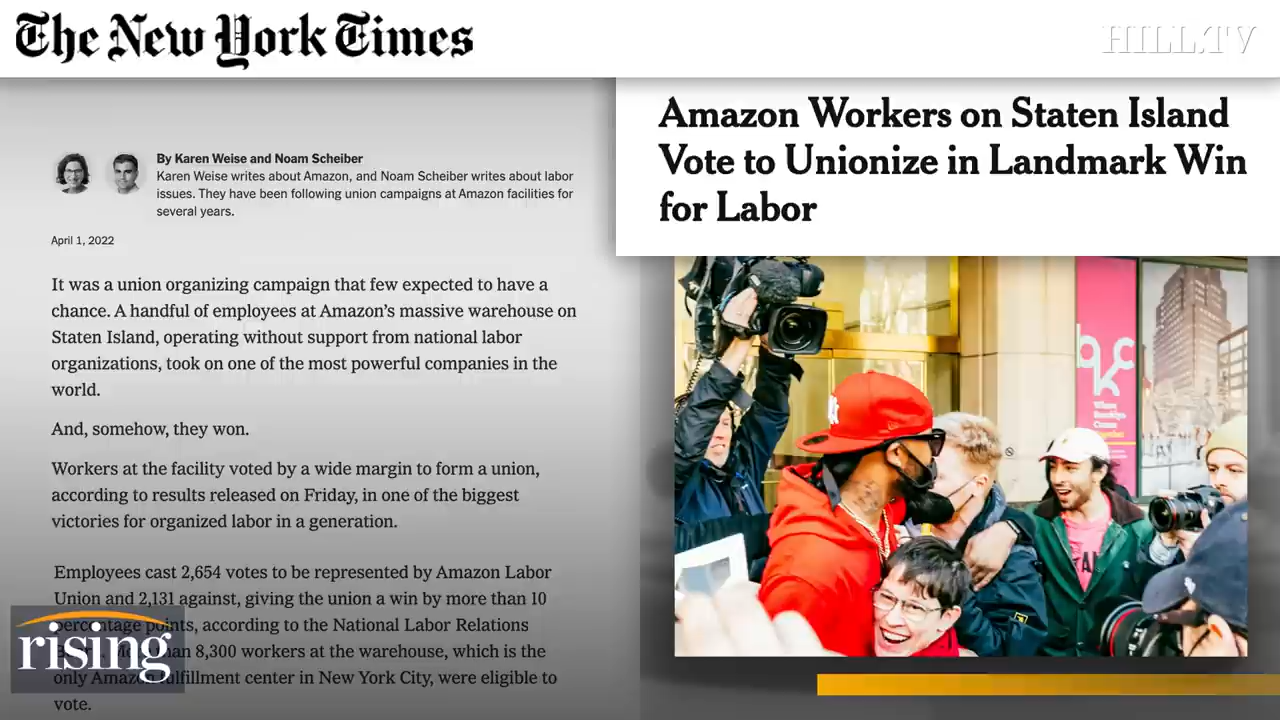 The New York Times
HILL.TV
Amazon Workers on Staten Island
Vote to Unionize in Landmark Win
for Labor
By Karen Weise and Noam Scheiber
Karen Weise writes about Amazon, and Noam Scheiber writes about labor
issues. They have been following union campaigns at Amazon facilities for
several years.
April 1, 2022
It was a union organizing campaign that few expected to have a
chance. A handful of employees at Amazon’s massive warehouse on
Staten Island, operating without support from national labor
organizations, took on one of the most powerful companies in the
world.
And, somehow, they won.
Workers at the facility voted by a wide margin to form a union,
according to results released on Friday, in one of the biggest
victories for organized labor in a generation.
Employees cast 2,654 votes to be represented by Amazon Labor
Union and 2,131 against, giving the union a win by more than 10
percentage points, according to the National Labor Relations
than 8,300 workers at the warehouse, which is the
only Amazon fulfillment center in New York City, were eligible to
vote.
rising
bkc
Where
Brooklyn
Comes
Together